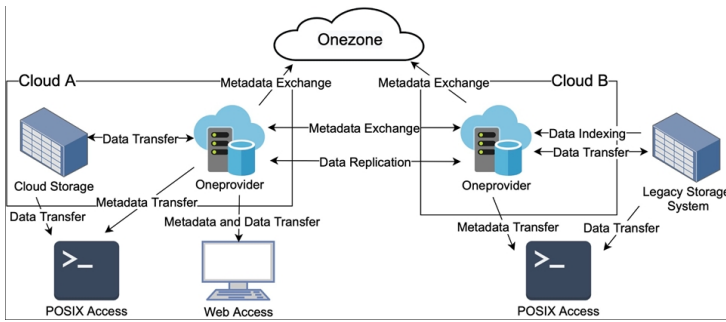 Onezone
Cloud A
Metadata Exchange
Metadata Exchange
Cloud B
Data Transfer
Metadata Exchange
Data Indexing
Data Replication
Data Transfer
Cloud Storage
Oneprovider
Oneprovider
Legacy Storage
System
Metadata Transfer
Data Transfer
Metadata and Data Transfer
Metadata Transfer
Data Transfer
POSIX Access
Web Access
POSIX Access